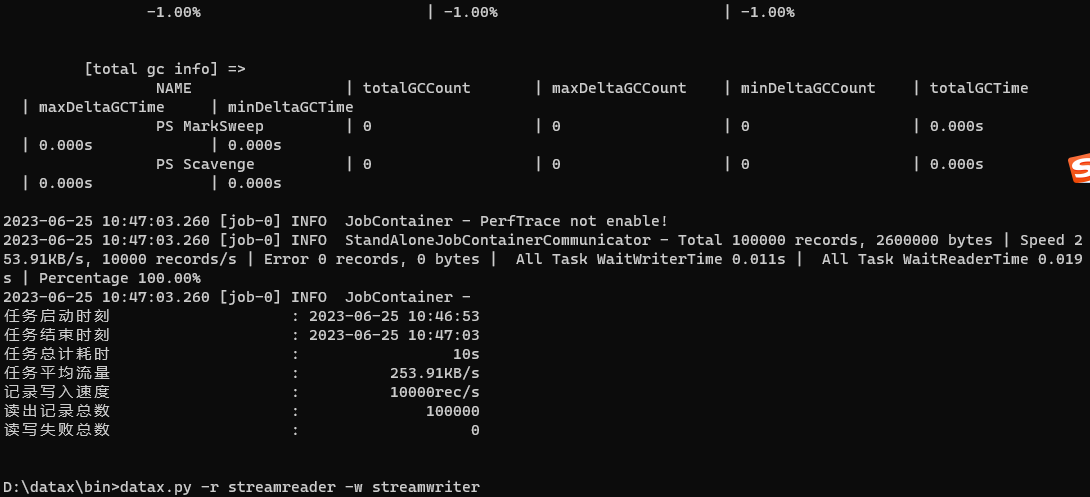 -1.00% | -1.00% | -1.00%
[total gc info] =>
NAME | totalGCCount | maxDeltaGCCount | minDeltaGCCount | totalGCTime
| maxDeltaGCTime | minDeltaGCTime
PS MarkSweep | 0 | 0 | 0 | 0.000s
| 0.000s | 0.000s
PS Scavenge | 0 | 0 | 0 | 0.000s
| 0.000s | 0.000s
2023-06-25 10:47:03.260 [job-0] INFO  JobContainer - PerfTrace not enable!
2023-06-25 10:47:03.260 [job-0] INFO  StandAloneJobContainerCommunicator - Total 100000 records, 2600000 bytes | Speed 2
53.91KB/s, 10000 records/s | Error 0 records, 0 bytes |  All Task WaitWriterTime 0.011s |  All Task WaitReaderTime 0.019
s | Percentage 100.00%
2023-06-25 10:47:03.260 [job-0] INFO  JobContainer -
任务启动时刻 : 2023-06-25 10:46:53
任务结束时刻 : 2023-06-25 10:47:03
任务总计耗时 : 10s
任务平均流量 : 253.91KB/s
记录写入速度 : 10000rec/s
读出记录总数 : 100000
读写失败总数 : 0
D:\datax\bin>datax.py -r streamreader -w streamwriter